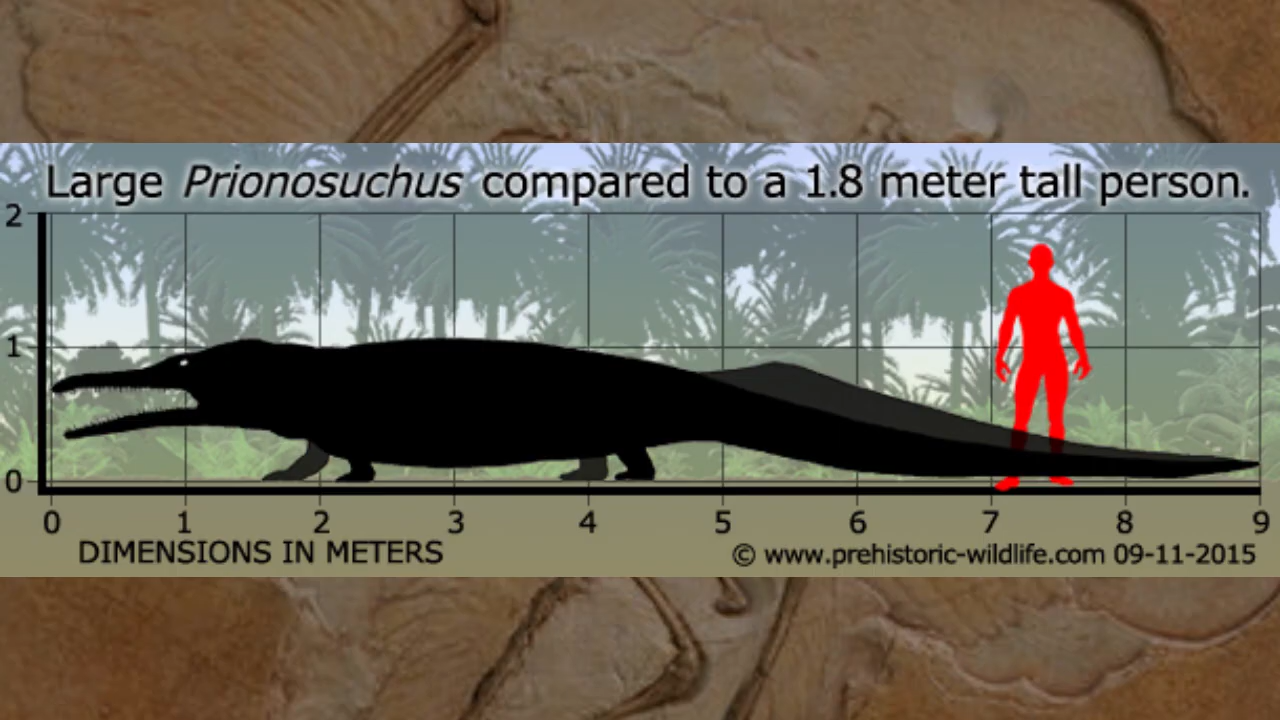 Large Prionosuchus compared to a 1.8 meter tall person.
2
1
0
0 1 2 3 4 5 6 7 8 9
DIMENSIONS IN METERS © www.prehistoric-wildlife.com 09-11-2015